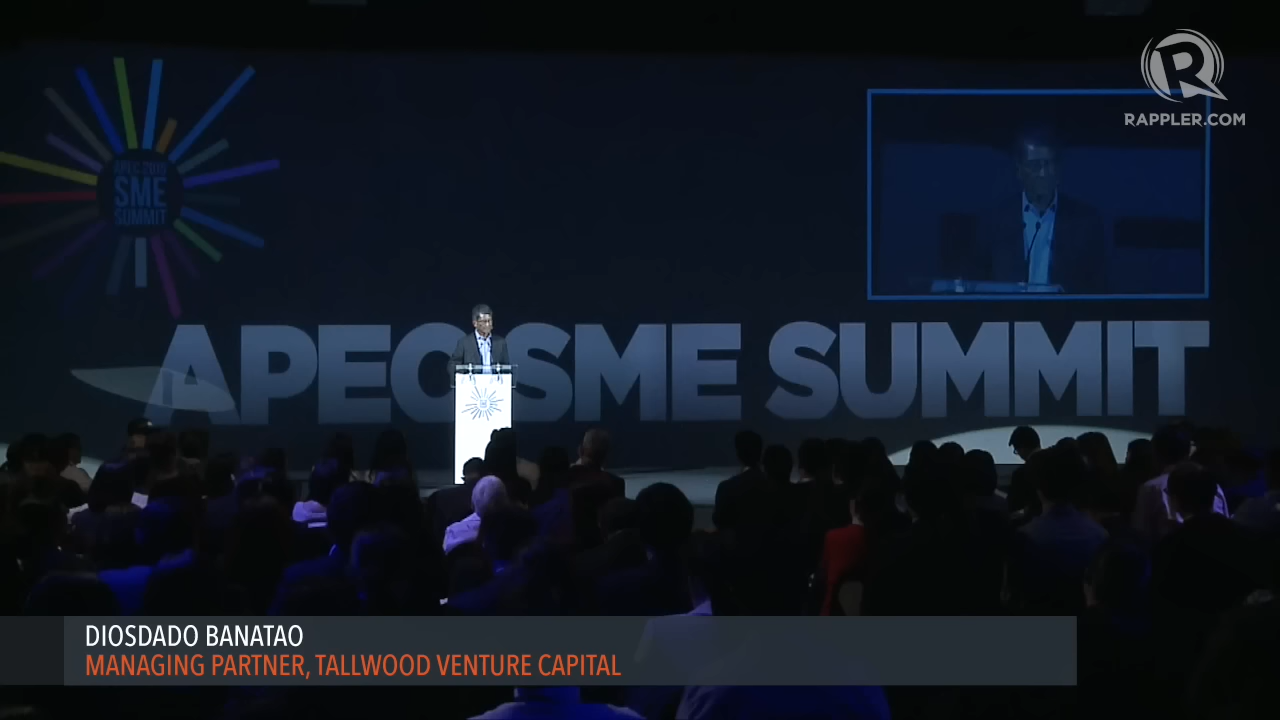 RAPPLER.COM
APEC 2015
SME
SUMMIT
APEC SME SUMMIT
DIOSDADO BANATAO
MANAGING PARTNER, TALLWOOD VENTURE CAPITAL